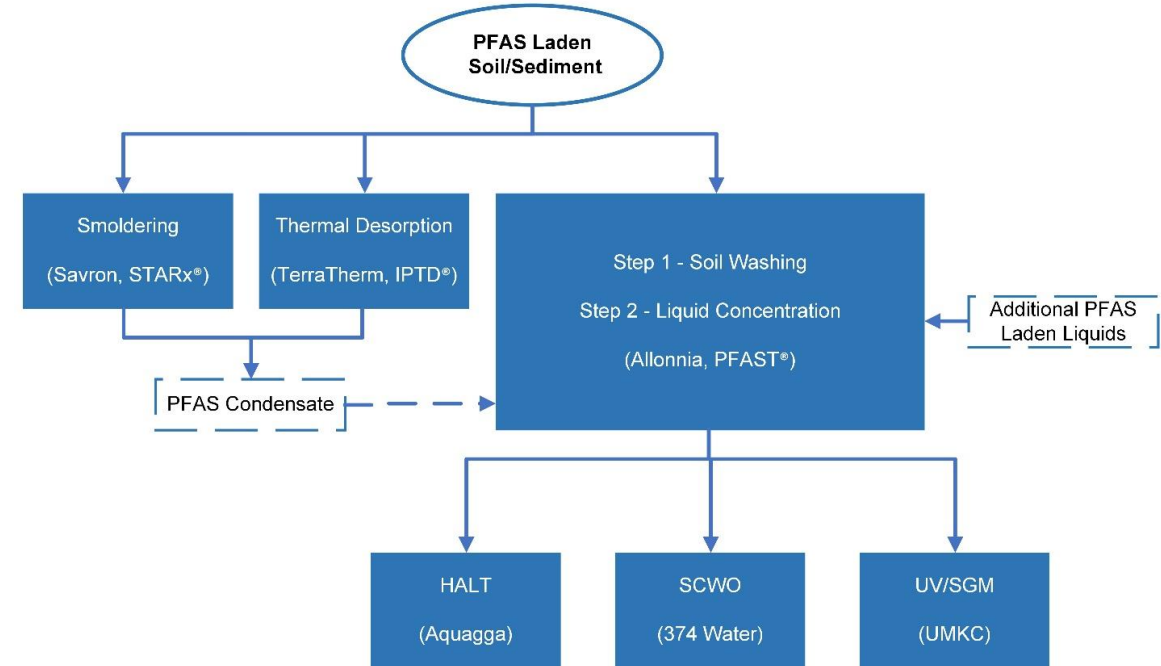 PFAS Laden
Soil/Sediment
Smoldering
(Savron, STARx®)
Thermal Desorption
(TerraTherm, IPTD®)
Step 1 - Soil Washing
Step 2 - Liquid Concentration
(Allonnia, PFAST®)
Additional PFAS
Laden Liquids
PFAS Condensate
HALT
(Aquagga)
SCWO
(374 Water)
UV/SGM
(UMKC)